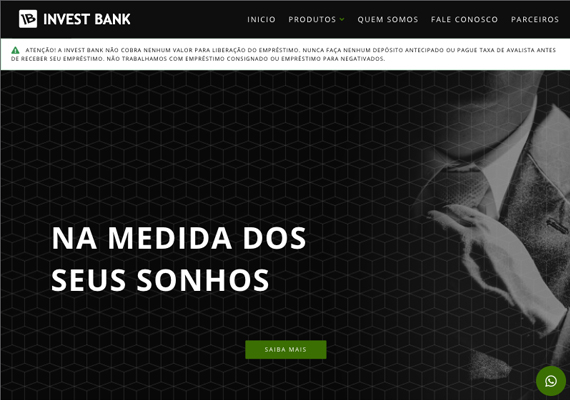 IB INVEST BANK
INICIO PRODUTOS QUEM SOMOS FALE CONOSCO PARCEIROS
ATENÇÃO! A INVEST BANK NÃO COBRA NENHUM VALOR PARA LIBERAÇÃO DO EMPRÉSTIMO. NUNCA FAÇA NENHUM DEPÓSITO ANTECIPADO OU PAGUE TAXA DE AVALISTA ANTES
DE RECEBER SEU EMPRÉSTIMO. NÃO TRABALHAMOS COM EMPRÉSTIMO CONSIGNADO OU EMPRÉSTIMO PARA NEGATIVADOS.
NA MEDIDA DOS
SEUS SONHOS
SAIBA MAIS